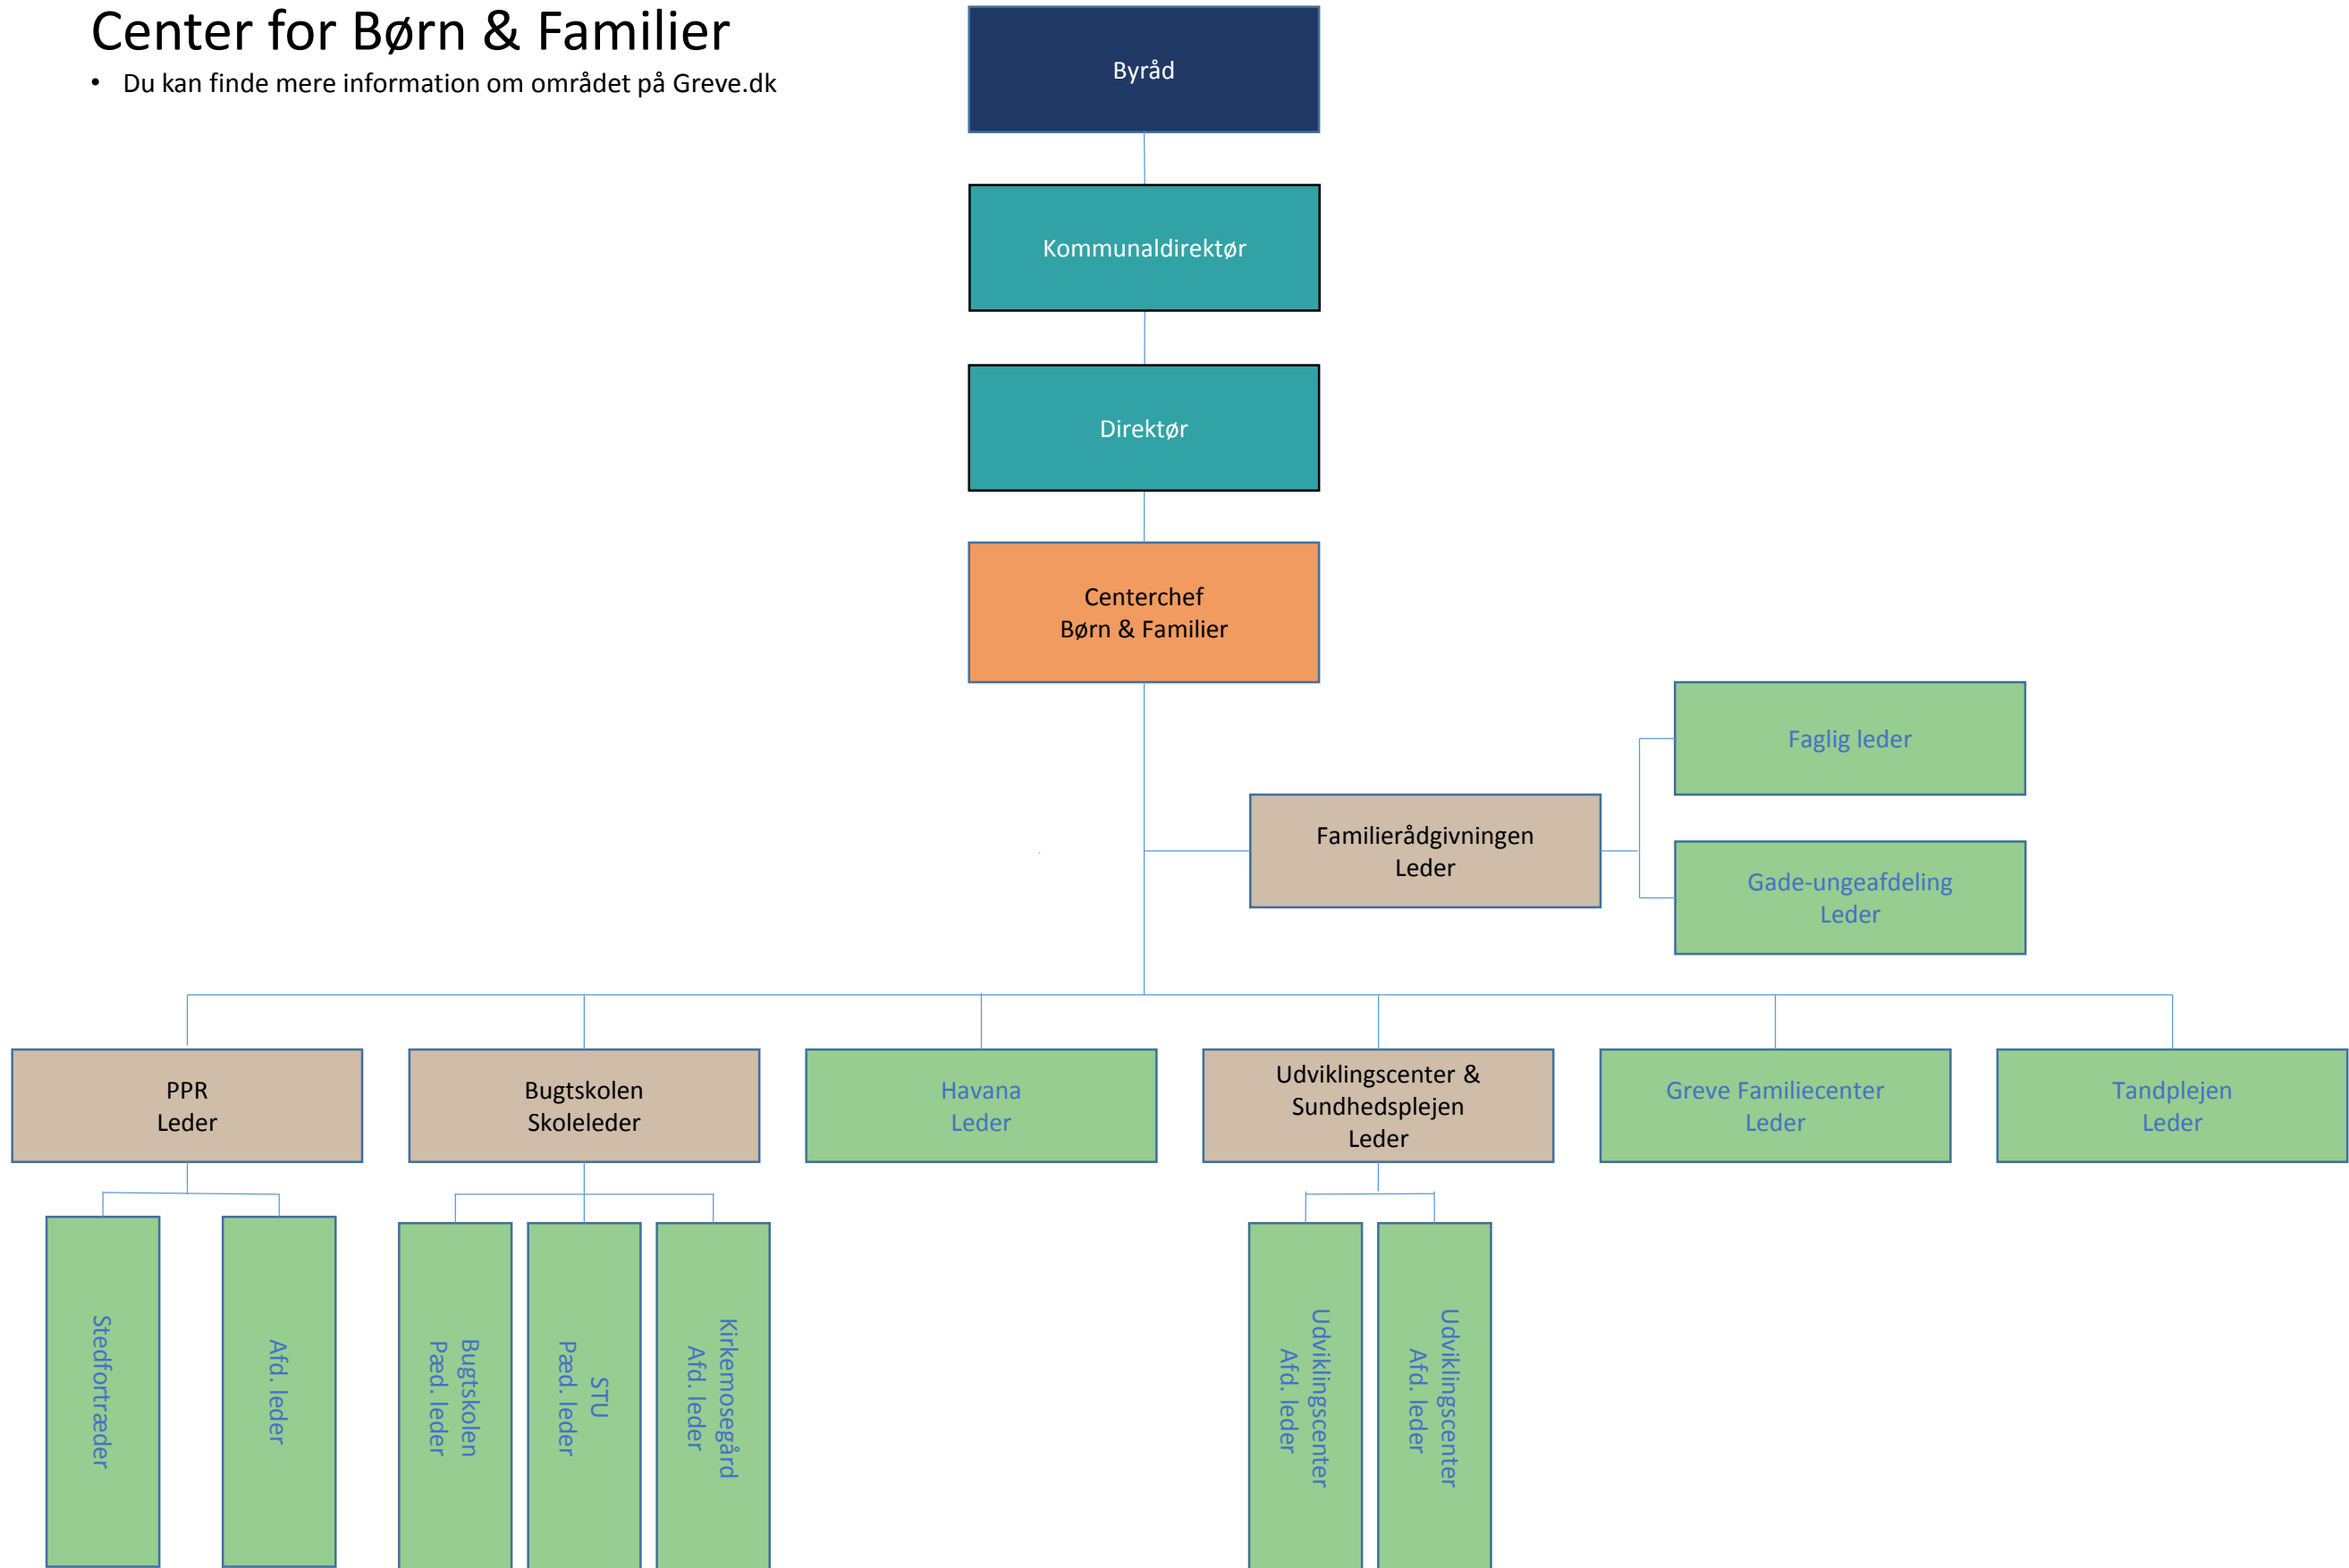 Center for Børn & Familier
• Du kan finde mere information om området på Greve.dk
Byråd
Kommunaldirektør
Direktør
Centerchef
Børn & Familier
Faglig leder
Familierådgivningen
Leder
Gade-ungeafdeling
Leder
PPR
Leder
Bugtskolen
Skoleleder
Havana
Leder
Udviklingscenter &
Sundhedsplejen
Leder
Greve Familiecenter
Leder
Tandplejen
Leder
Stedfortræder
Afd. leder
Bugtskolen
Pæd. leder
STU
Pæd. leder
Kirkemosegård
Afd. leder
Udviklingscenter
Afd. leder
Udviklingscenter
Afd. leder